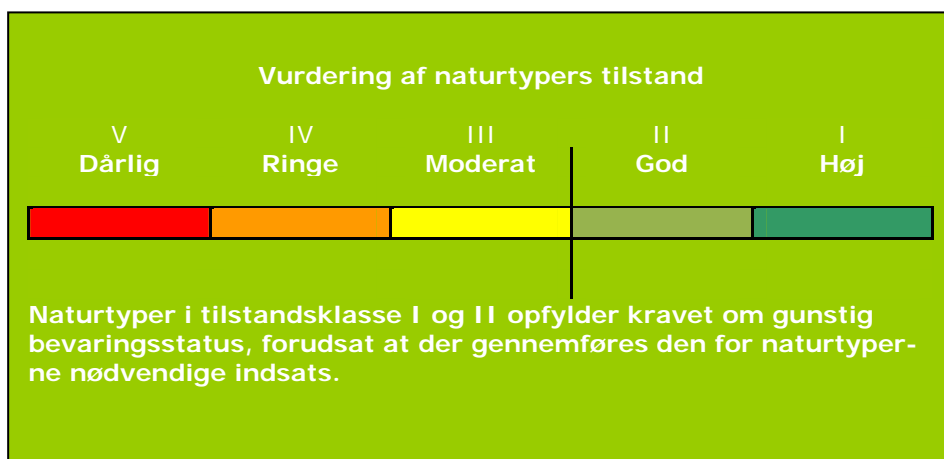 Vurdering af naturtypers tilstand
V IV III II I
Dårlig Ringe Moderat God Høj
Naturtyper i tilstandsklasse I og II opfylder kravet om gunstig
bevaringsstatus, forudsat at der gennemføres den for naturtyper-
ne nødvendige indsats.